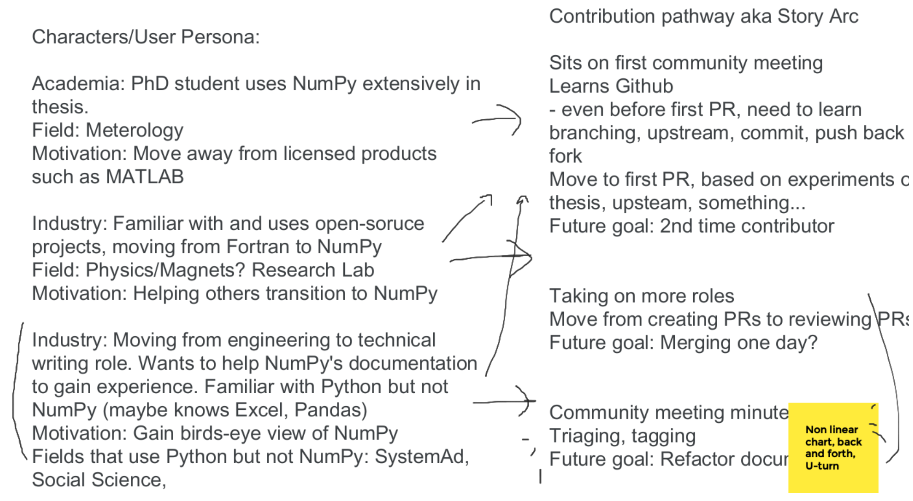 Characters/User Persona:
Academia: PhD student uses NumPy extensively in
thesis.
Field: Meterology
Motivation: Move away from licensed products
such as MATLAB
Industry: Familiar with and uses open-soruce
projects, moving from Fortran to NumPy
Field: Physics/Magnets? Research Lab
Motivation: Helping others transition to NumPy
Industry: Moving from engineering to technical
writing role. Wants to help NumPy's documentation
to gain experience. Familiar with Python but not
NumPy (maybe knows Excel, Pandas)
Motivation: Gain birds-eye view of NumPy
Fields that use Python but not NumPy: SystemAd,
Social Science,
Contribution pathway aka Story Arc
Sits on first community meeting
Learns Github
- even before first PR, need to learn
branching, upstream, commit, push back
fork
Move to first PR, based on experiments
thesis, upsteam, something...
Future goal: 2nd time contributor
Taking on more roles
Move from creating PRs to reviewing PRs
Future goal: Merging one day?
Community meeting minute
Triaging, tagging
Future goal: Refactor docu
Non linear
chart, back
and forth,
U-turn